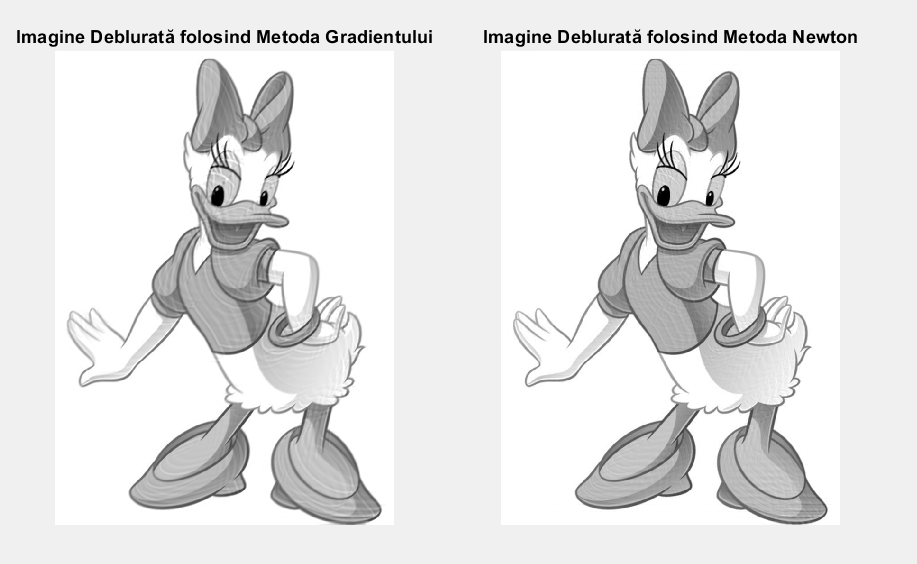 Imagine Deblurată folosind Metoda Gradientului
Imagine Deblurată folosind Metoda Newton